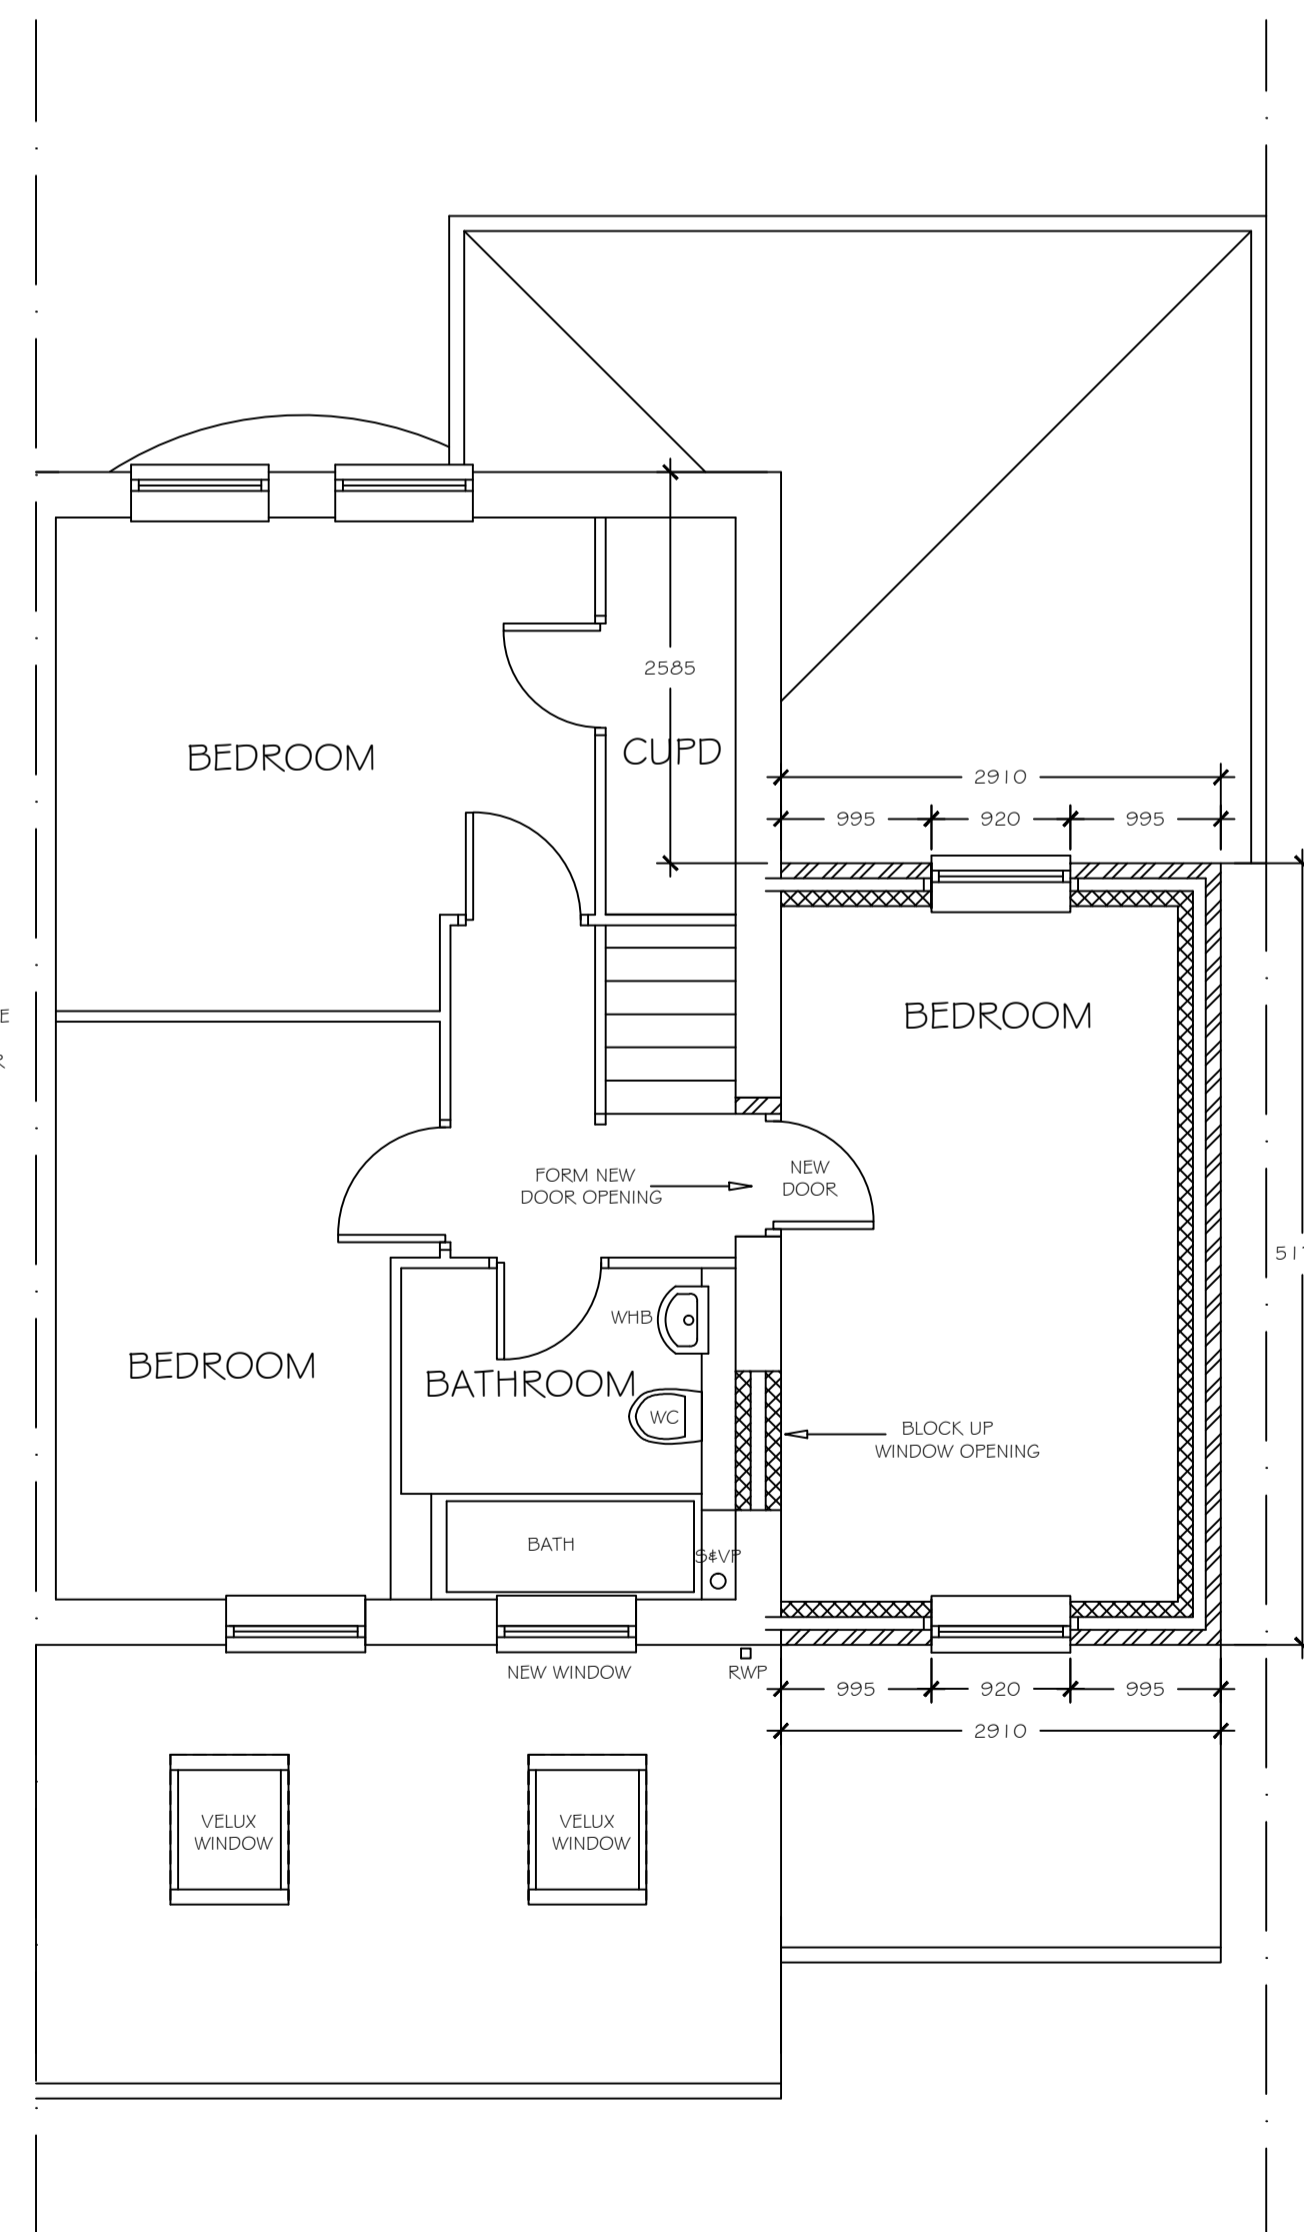 2585
BEDROOM
CUPD
2910
995 920 995
BEDROOM
E
R
FORM NEW
DOOR OPENING
NEW
DOOR
WHB
BEDROOM
BATHROOM
WC
BLOCK UP
WINDOW OPENING
BATH
S&VP
NEW WINDOW
RWP
995 920 995
2910
VELUX
WINDOW
VELUX
WINDOW